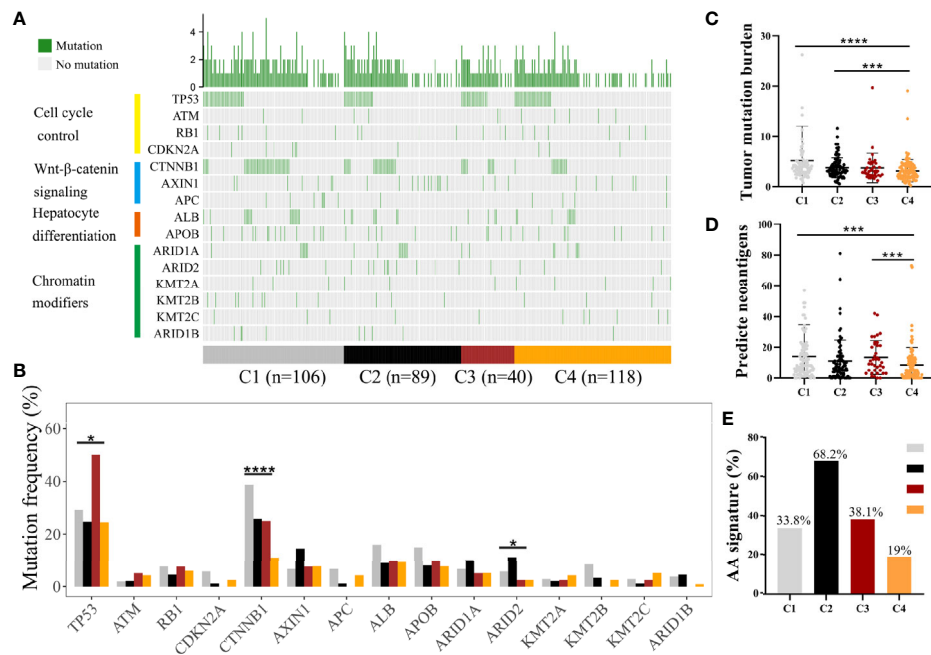 A
Mutation
No mutation
4
2
0
Cell cycle
control
Wnt-β-catenin
signaling
Hepatocyte
differentiation
Chromatin
modifiers
TP53
ATM
RB1
CDKN2A
CTNNB1
AXIN1
APC
ALB
APOB
ARID1A
ARID2
KMT2A
KMT2B
KMT2C
ARID1B
C1 (n=106) C2 (n=89) C3 (n=40) C4 (n=118)
B
Mutation frequency (%)
60
40
20
0
*
****
*
TP53 ATM RB1 CDKN2A CTNNB1 AXIN1 APC ALB APOB ARID1A ARID2 KMT2A KMT2B KMT2C ARID1B
C
Tumor mutation burden
30
20
10
0
****
***
C1 C2 C3 C4
D
Predicte neoantigens
100
80
60
40
20
0
***
***
C1 C2 C3 C4
E
AA signature (%)
80
60
40
20
0
33.8%
68.2%
38.1%
19%
C1 C2 C3 C4